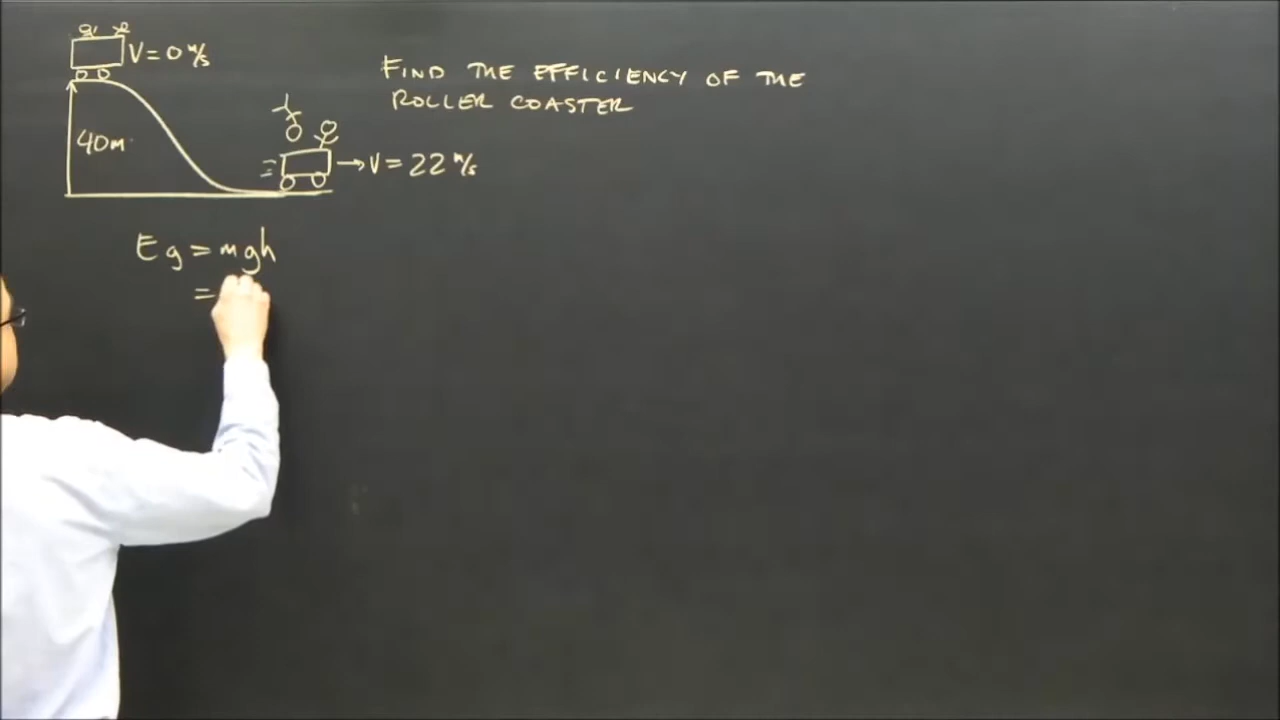 V = 0 m/s
FIND THE EFFICIENCY OF THE
ROLLER COASTER
40m
V = 22 m/s
Eg = mgh
=